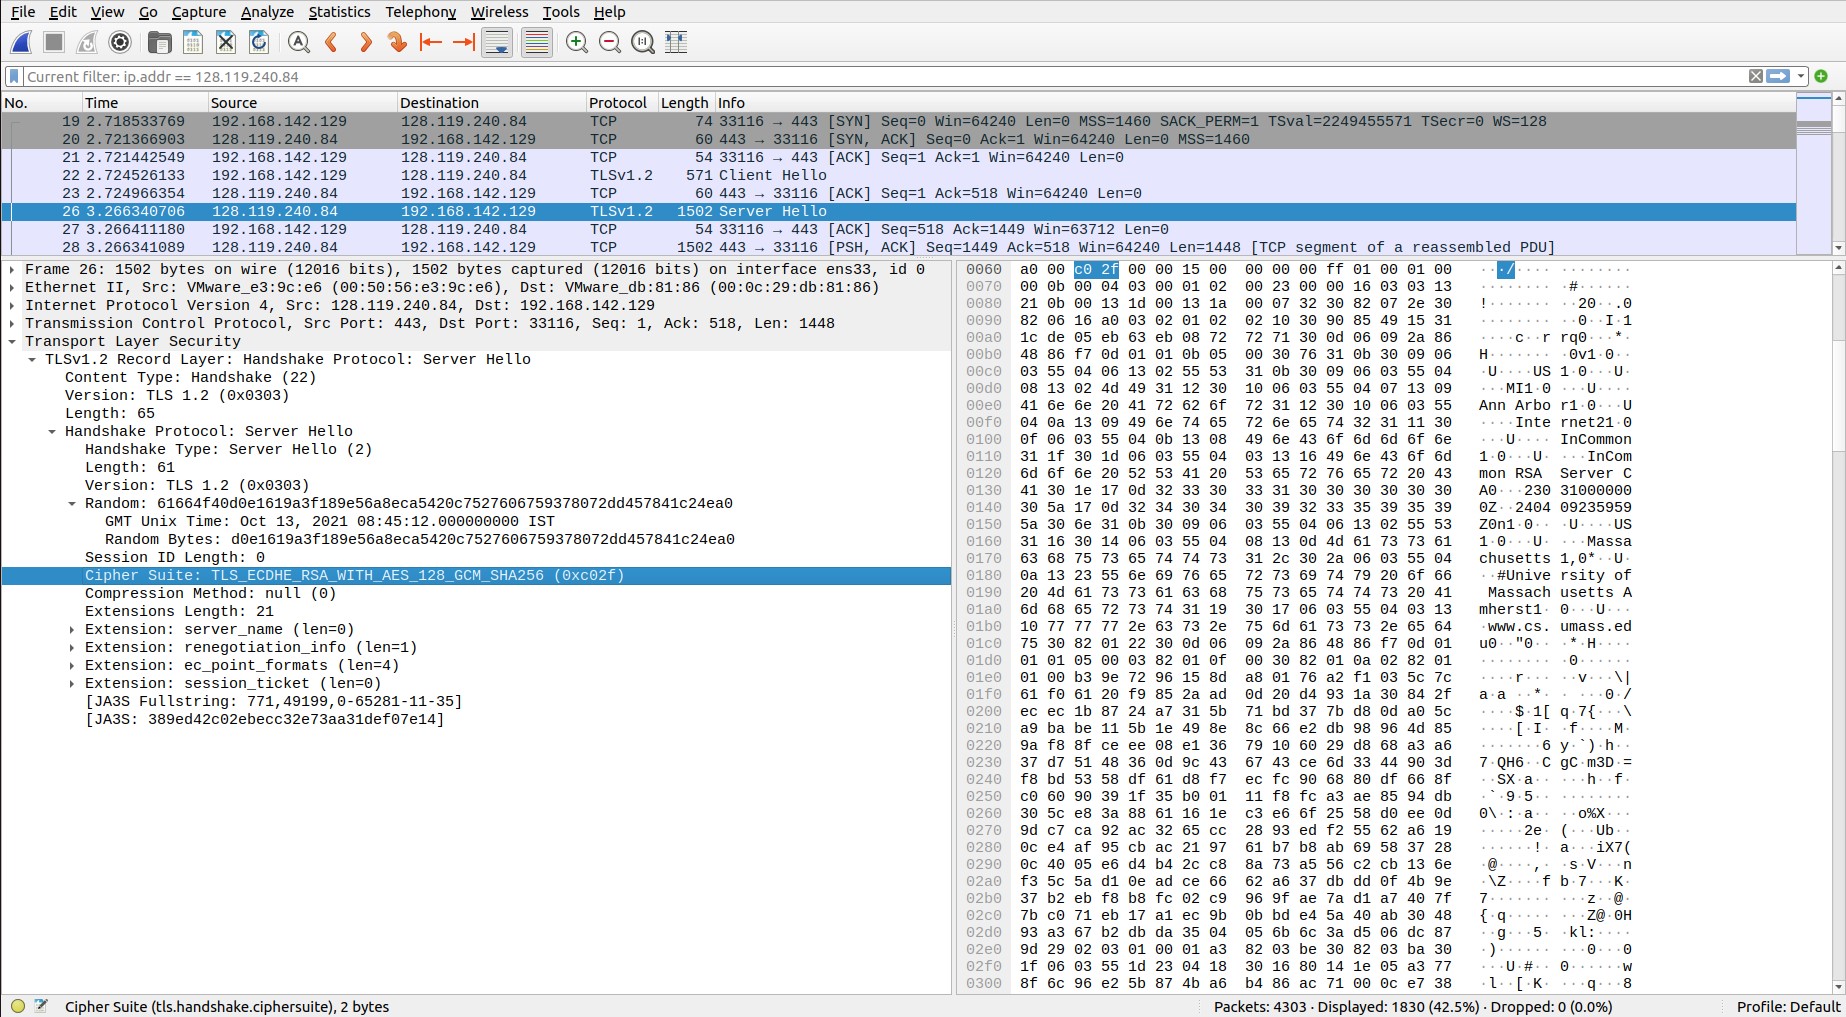 File Edit View Go Capture Analyze Statistics Telephony Wireless Tools Help
Current filter: ip.addr == 128.119.240.84
No. Time Source Destination Protocol Length Info
19 2.718533769 192.168.142.129 128.119.240.84 TCP 74 33116 → 443 [SYN] Seq=0 Win=64240 Len=0 MSS=1460 SACK_PERM=1 TSval=2249455571 TSecr=0 WS=128
20 2.721366903 128.119.240.84 192.168.142.129 TCP 60 443 → 33116 [SYN, ACK] Seq=0 Ack=1 Win=64240 Len=0 MSS=1460
21 2.721442549 192.168.142.129 128.119.240.84 TCP 54 33116 → 443 [ACK] Seq=1 Ack=1 Win=64240 Len=0
22 2.724526133 192.168.142.129 128.119.240.84 TLSv1.2 571 Client Hello
23 2.724966354 128.119.240.84 192.168.142.129 TCP 60 443 → 33116 [ACK] Seq=1 Ack=518 Win=64240 Len=0
26 3.266340706 128.119.240.84 192.168.142.129 TLSv1.2 1502 Server Hello
27 3.266411180 192.168.142.129 128.119.240.84 TCP 54 33116 → 443 [ACK] Seq=518 Ack=1449 Win=63712 Len=0
28 3.266341089 128.119.240.84 192.168.142.129 TCP 1502 443 → 33116 [PSH, ACK] Seq=1449 Ack=518 Win=64240 Len=1448 [TCP segment of a reassembled PDU]
Frame 26: 1502 bytes on wire (12016 bits), 1502 bytes captured (12016 bits) on interface ens33, id 0
Ethernet II, Src: VMware_e3:9c:e6 (00:50:56:e3:9c:e6), Dst: VMware_db:81:86 (00:0c:29:db:81:86)
Internet Protocol Version 4, Src: 128.119.240.84, Dst: 192.168.142.129
Transmission Control Protocol, Src Port: 443, Dst Port: 33116, Seq: 1, Ack: 518, Len: 1448
Transport Layer Security
TLSv1.2 Record Layer: Handshake Protocol: Server Hello
Content Type: Handshake (22)
Version: TLS 1.2 (0x0303)
Length: 65
Handshake Protocol: Server Hello
Handshake Type: Server Hello (2)
Length: 61
Version: TLS 1.2 (0x0303)
Random: 61664f40d0e1619a3f189e56a8eca5420c7527606759378072dd457841c24ea0
GMT Unix Time: Oct 13, 2021 08:45:12.000000000 IST
Random Bytes: d0e1619a3f189e56a8eca5420c7527606759378072dd457841c24ea0
Session ID Length: 0
Cipher Suite: TLS_ECDHE_RSA_WITH_AES_128_GCM_SHA256 (0xc02f)
Compression Method: null (0)
Extensions Length: 21
Extension: server_name (len=0)
Extension: renegotiation_info (len=1)
Extension: ec_point_formats (len=4)
Extension: session_ticket (len=0)
[JA3S Fullstring: 771,49199,0-65281-11-35]
[JA3S: 389ed42c02ebecc32e73aa31def07e14]
0060 a0 00 c0 2f 00 00 15 00 00 00 00 ff 01 00 01 00 ···/···· ········
0070 00 0b 00 04 03 00 01 02 00 23 00 00 16 03 03 13 ········ ·#······
0080 21 0b 00 13 1d 00 13 1a 00 07 32 30 82 07 2e 30 !······· ··20··.0
0090 82 06 16 a0 03 02 01 02 02 10 30 90 85 49 15 31 ········ ··0··I·1
00a0 1c de 05 eb 63 eb 08 72 72 71 30 0d 06 09 2a 86 ····c··r rq0···*·
00b0 48 86 f7 0d 01 01 0b 05 00 30 76 31 0b 30 09 06 H······· ·0v1·0··
00c0 03 55 04 06 13 02 55 53 31 0b 30 09 06 03 55 04 ·U····US 1·0···U·
00d0 08 13 02 4d 49 31 12 30 10 06 03 55 04 07 13 09 ···MI1·0 ···U····
00e0 41 6e 6e 20 41 72 62 6f 72 31 12 30 10 06 03 55 Ann Arbo r1·0···U
00f0 04 0a 13 09 49 6e 74 65 72 6e 65 74 32 31 11 30 ····Inte rnet21·0
0100 0f 06 03 55 04 0b 13 08 49 6e 43 6f 6d 6d 6f 6e ···U···· InCommon
0110 31 1f 30 1d 06 03 55 04 03 13 16 49 6e 43 6f 6d 1·0···U· ···InCom
0120 6d 6f 6e 20 52 53 41 20 53 65 72 76 65 72 20 43 mon RSA  Server C
0130 41 30 1e 17 0d 32 33 30 33 31 30 30 30 30 30 30 A0···230 31000000
0140 30 5a 17 0d 32 34 30 34 30 39 32 33 35 39 35 39 0Z··2404 09235959
0150 5a 30 6e 31 0b 30 09 06 03 55 04 06 13 02 55 53 Z0n1·0·· ·U····US
0160 31 16 30 14 06 03 55 04 08 13 0d 4d 61 73 73 61 1·0···U· ···Massa
0170 63 68 75 73 65 74 74 73 31 2c 30 2a 06 03 55 04 chusetts 1,0*··U·
0180 0a 13 23 55 6e 69 76 65 72 73 69 74 79 20 6f 66 ··#Unive rsity of
0190 20 4d 61 73 73 61 63 68 75 73 65 74 74 73 20 41  Massach usetts A
01a0 6d 68 65 72 73 74 31 19 30 17 06 03 55 04 03 13 mherst1· 0···U···
01b0 10 77 77 77 2e 63 73 2e 75 6d 61 73 73 2e 65 64 ·www.cs. umass.ed
01c0 75 30 82 01 22 30 0d 06 09 2a 86 48 86 f7 0d 01 u0··"0·· ·*·H····
01d0 01 01 05 00 03 82 01 0f 00 30 82 01 0a 02 82 01 ········ ·0······
01e0 01 00 b3 9e 72 96 15 8d a8 01 76 a2 f1 03 5c 7c ····r··· ··v···\|
01f0 61 f0 61 20 f9 85 2a ad 0d 20 d4 93 1a 30 84 2f a·a ··*· · ···0·/
0200 ec ec 1b 87 24 a7 31 5b 71 bd 37 7b d8 0d a0 5c ····$·1[ q·7{···\
0210 a9 ba be 11 5b 1e 49 8e 8c 66 e2 db 98 96 4d 85 ····[·I· ·f····M·
0220 9a f8 8f ce ee 08 e1 36 79 10 60 29 d8 68 a3 a6 ·······6 y·`)·h··
0230 37 d7 51 48 36 0d 9c 43 67 43 ce 6d 33 44 90 3d 7·QH6··C gC·m3D·=
0240 f8 bd 53 58 df 61 d8 f7 ec fc 90 68 80 df 66 8f ··SX·a·· ···h··f·
0250 c0 60 90 39 1f 35 b0 01 11 f8 fc a3 ae 85 94 db ·`·9·5·· ········
0260 30 5c e8 3a 88 61 16 1e c3 e6 6f 25 58 d0 ee 0d 0\·:·a·· ··o%X···
0270 9d c7 ca 92 ac 32 65 cc 28 93 ed f2 55 62 a6 19 ·····2e· (···Ub··
0280 0c e4 af 95 cb ac 21 97 61 b7 b8 ab 69 58 37 28 ······!· a···iX7(
0290 0c 40 05 e6 d4 b4 2c c8 8a 73 a5 56 c2 cb 13 6e ·@····,· ·s·V···n
02a0 f3 5c 5a d1 0e ad ce 66 62 a6 37 db dd 0f 4b 9e ·\Z····f b·7···K·
02b0 37 b2 eb f8 b8 fc 02 c9 96 9f ae 7a d1 a7 40 7f 7······· ···z··@·
02c0 7b c0 71 eb 17 a1 ec 9b 0b bd e4 5a 40 ab 30 48 {·q····· ···Z@·0H
02d0 93 a3 67 b2 db da 35 04 05 6b 6c 3a d5 06 dc 87 ··g···5· ·kl:····
02e0 9d 29 02 03 01 00 01 a3 82 03 be 30 82 03 ba 30 ·)······ ···0···0
02f0 1f 06 03 55 1d 23 04 18 30 16 80 14 1e 05 a3 77 ···U·#·· 0······w
0300 8f 6c 96 e2 5b 87 4b a6 b4 86 ac 71 00 0c e7 38 ·l··[·K· ···q···8
Cipher Suite (tls.handshake.ciphersuite), 2 bytes Packets: 4303 · Displayed: 1830 (42.5%) · Dropped: 0 (0.0%) Profile: Default